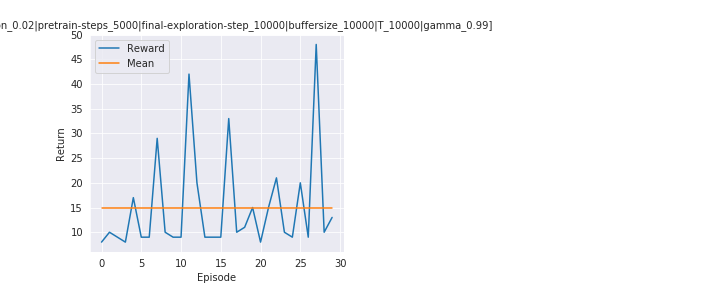 n_0.02|pretrain-steps_5000|final-exploration-step_10000|buffersize_10000|T_10000|gamma_0.99]
50
45
40
35
30
25
20
15
10
Return
Reward
Mean
0 5 10 15 20 25 30
Episode